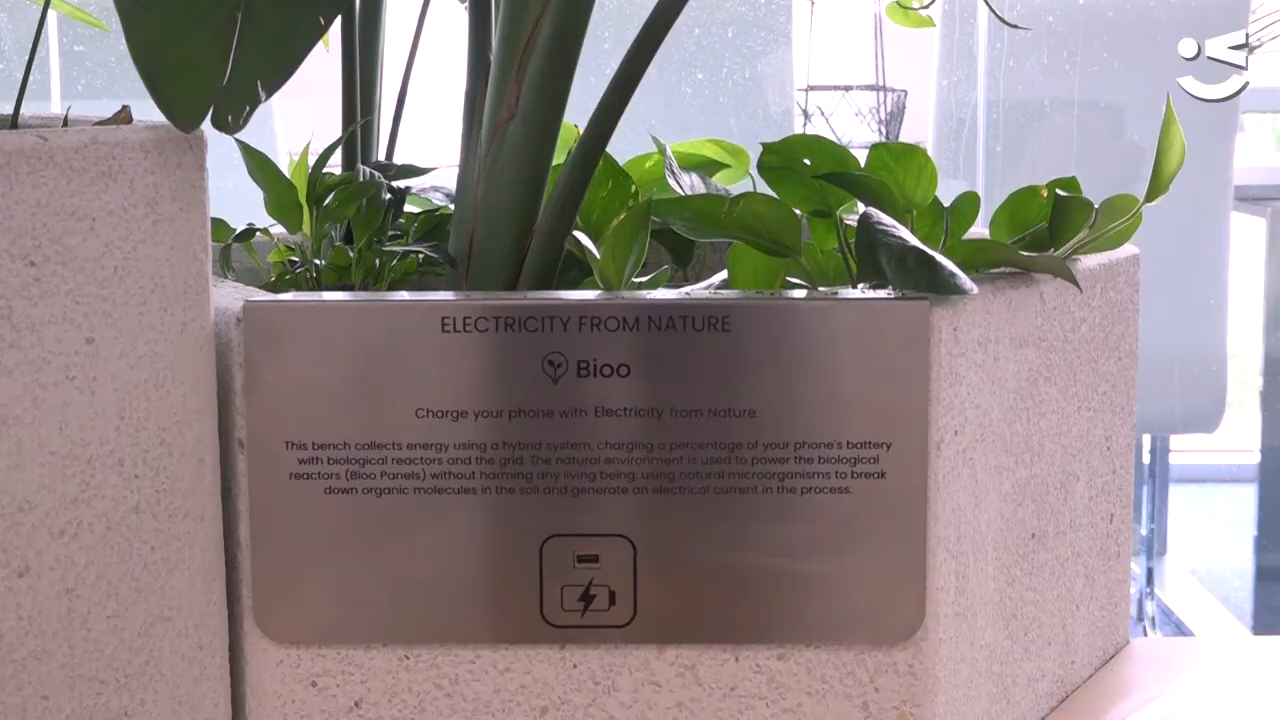 ELECTRICITY FROM NATURE
Bioo
Charge your phone with Electricity from Nature.
This bench collects energy using a hybrid system, charging a percentage of your phone's battery
with biological reactors and the grid. The natural environment is used to power the biological
reactors (Bioo Panels) without harming any living being, using natural microorganisms to break
down organic molecules in the soil and generate an electrical current in the process.